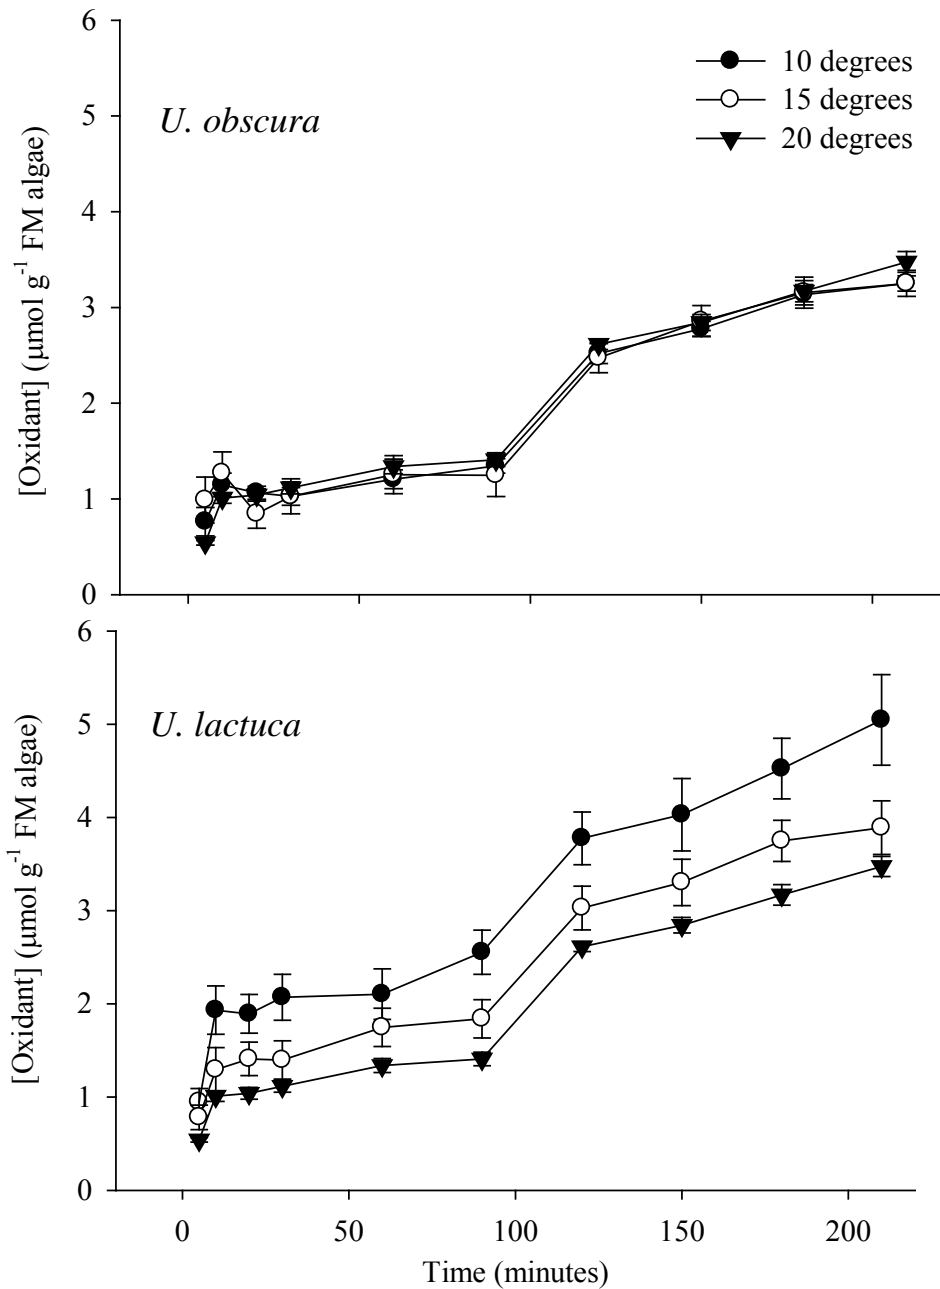 6
5
4
3
2
1
0
[Oxidant] (µmol g⁻¹ FM algae)
U. obscura
10 degrees
15 degrees
20 degrees
6
5
4
3
2
1
0
[Oxidant] (µmol g⁻¹ FM algae)
U. lactuca
0 50 100 150 200
Time (minutes)